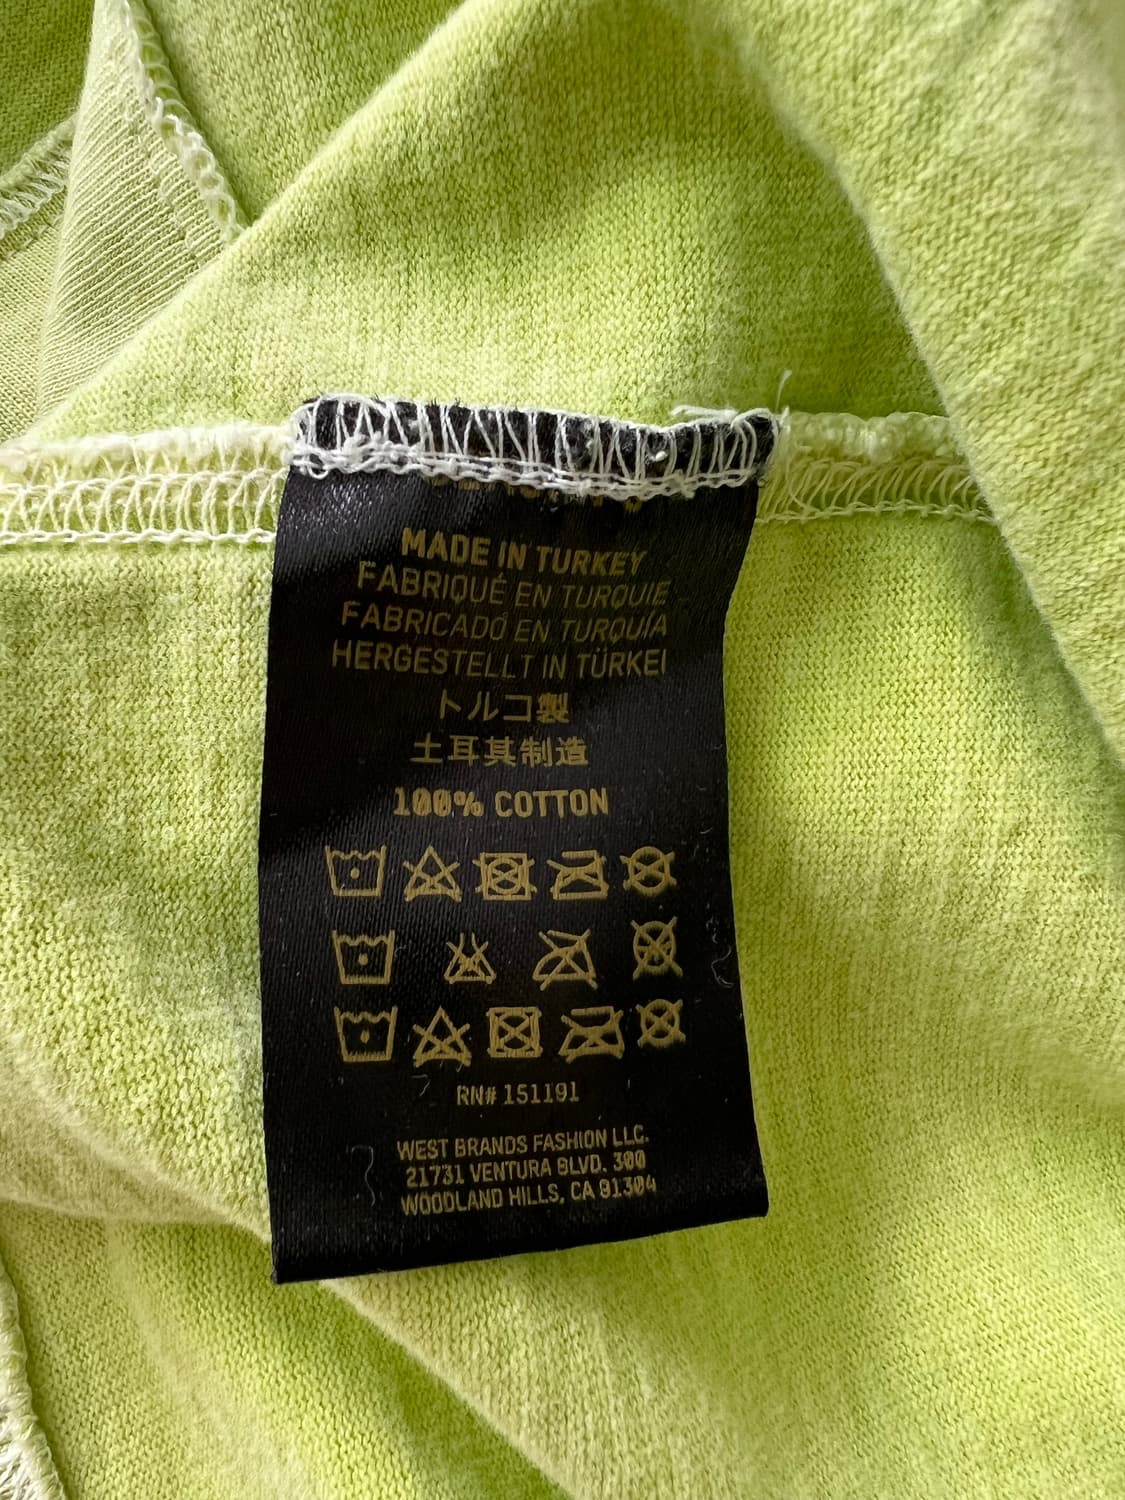 MADE IN TURKEY
FABRIQUÉ EN TURQUIE
FABRICADO EN TURQUÍA
HERGESTELLT IN TÜRKEI
トルコ製
土耳其制造
100% COTTON
RN# 151191
WEST BRANDS FASHION LLC.
21731 VENTURA BLVD. 300
WOODLAND HILLS, CA 91304